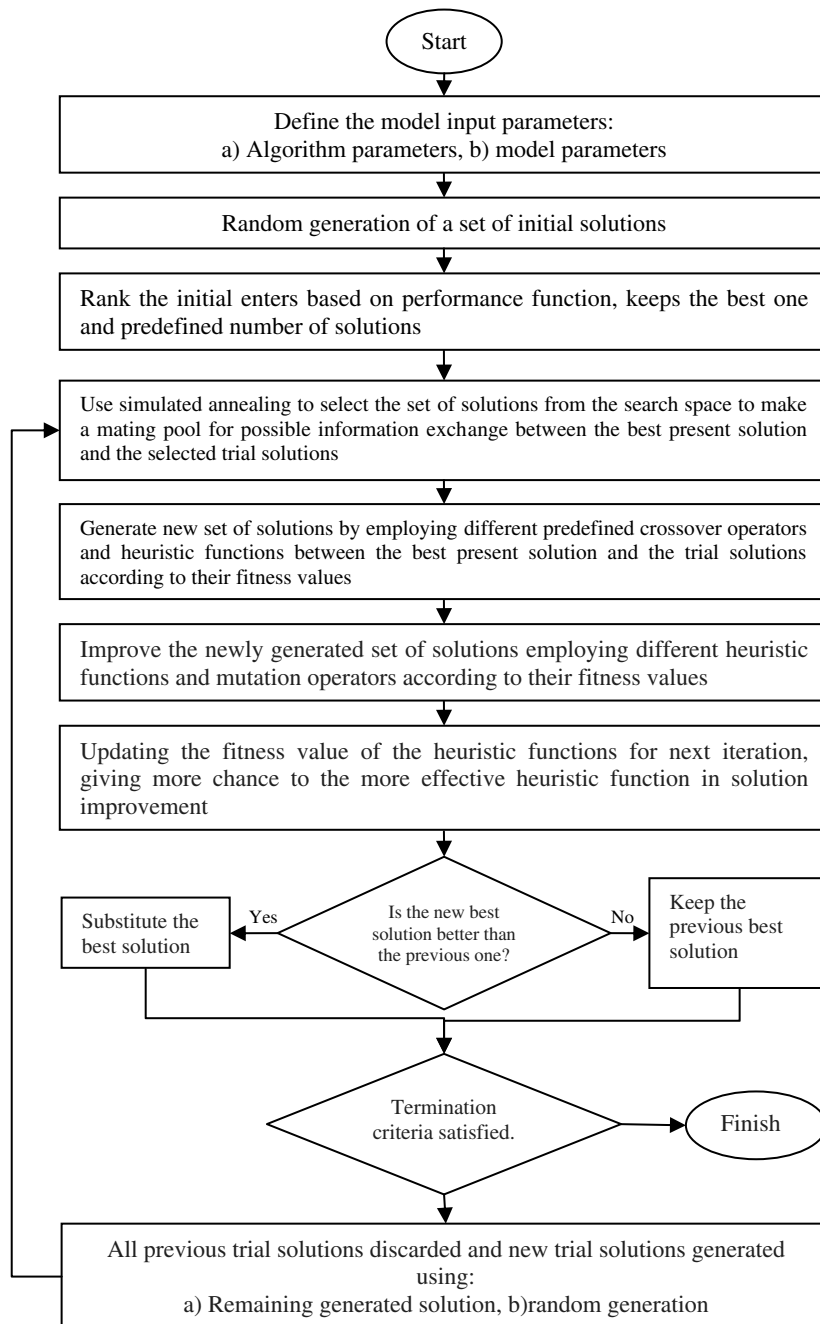 Start
Define the model input parameters:
a) Algorithm parameters, b) model parameters
Random generation of a set of initial solutions
Rank the initial enters based on performance function, keeps the best one
and predefined number of solutions
Use simulated annealing to select the set of solutions from the search space to make
a mating pool for possible information exchange between the best present solution
and the selected trial solutions
Generate new set of solutions by employing different predefined crossover operators
and heuristic functions between the best present solution and the trial solutions
according to their fitness values
Improve the newly generated set of solutions employing different heuristic
functions and mutation operators according to their fitness values
Updating the fitness value of the heuristic functions for next iteration,
giving more chance to the more effective heuristic function in solution
improvement
Substitute the
best solution
Yes
Is the new best
solution better than
the previous one?
No
Keep the
previous best
solution
Termination
criteria satisfied.
Finish
All previous trial solutions discarded and new trial solutions generated
using:
a) Remaining generated solution, b)random generation